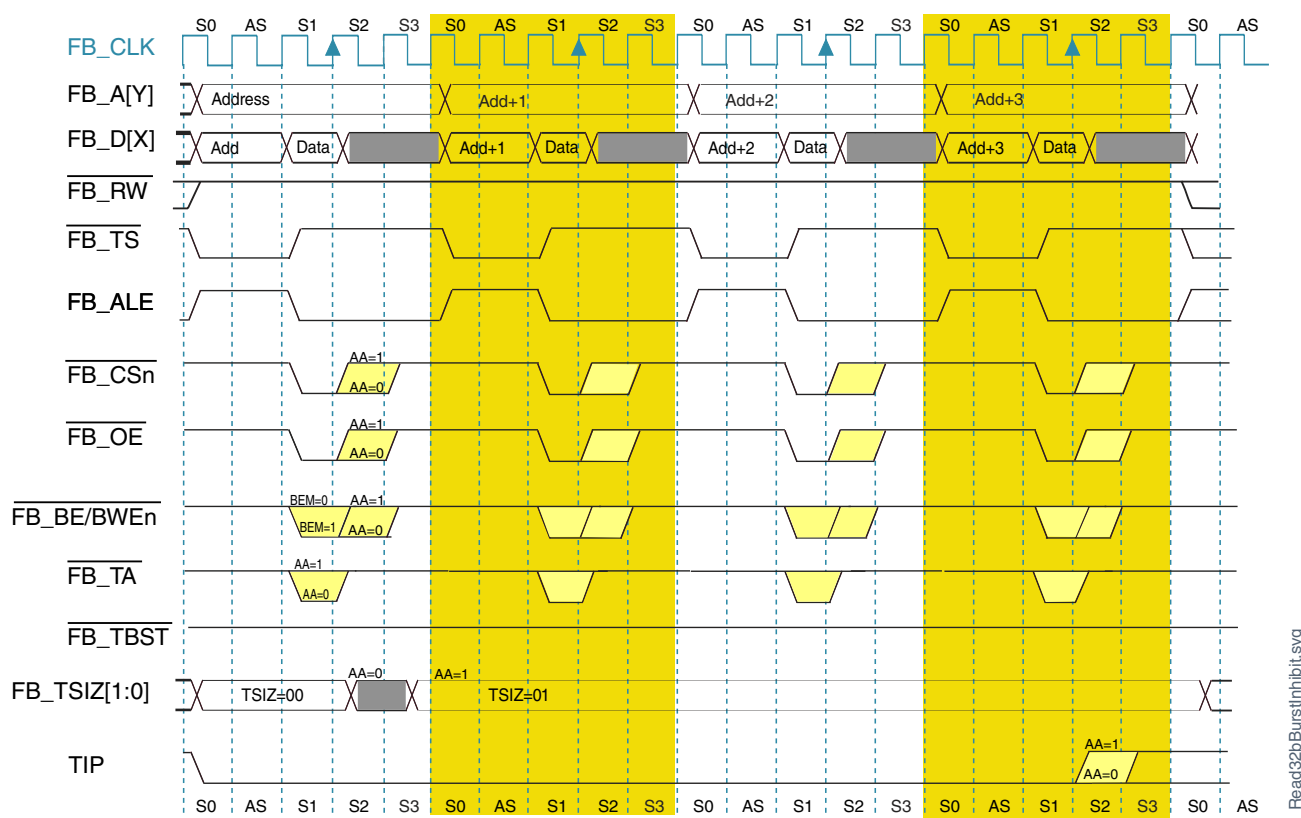 S0 AS S1 S2 S3 S0 AS S1 S2 S3 S0 AS S1 S2 S3 S0 AS S1 S2 S3 S0 AS
FB_CLK
FB_A[Y] Address Add+1 Add+2 Add+3
FB_D[X] Add Data Add+1 Data Add+2 Data Add+3 Data
FB_RW
FB_TS
FB_ALE
AA=1
FB_CSn
AA=0
AA=1
FB_OE
AA=0
BEM=0 AA=1
FB_BE/BWEn
BEM=1 AA=0
AA=1
FB_TA
AA=0
FB_TBST
AA=0 AA=1
FB_TSIZ[1:0] TSIZ=00 TSIZ=01
AA=1
TIP
AA=0
S0 AS S1 S2 S3 S0 AS S1 S2 S3 S0 AS S1 S2 S3 S0 AS S1 S2 S3 S0 AS
Read32bBurstInhibit.svg